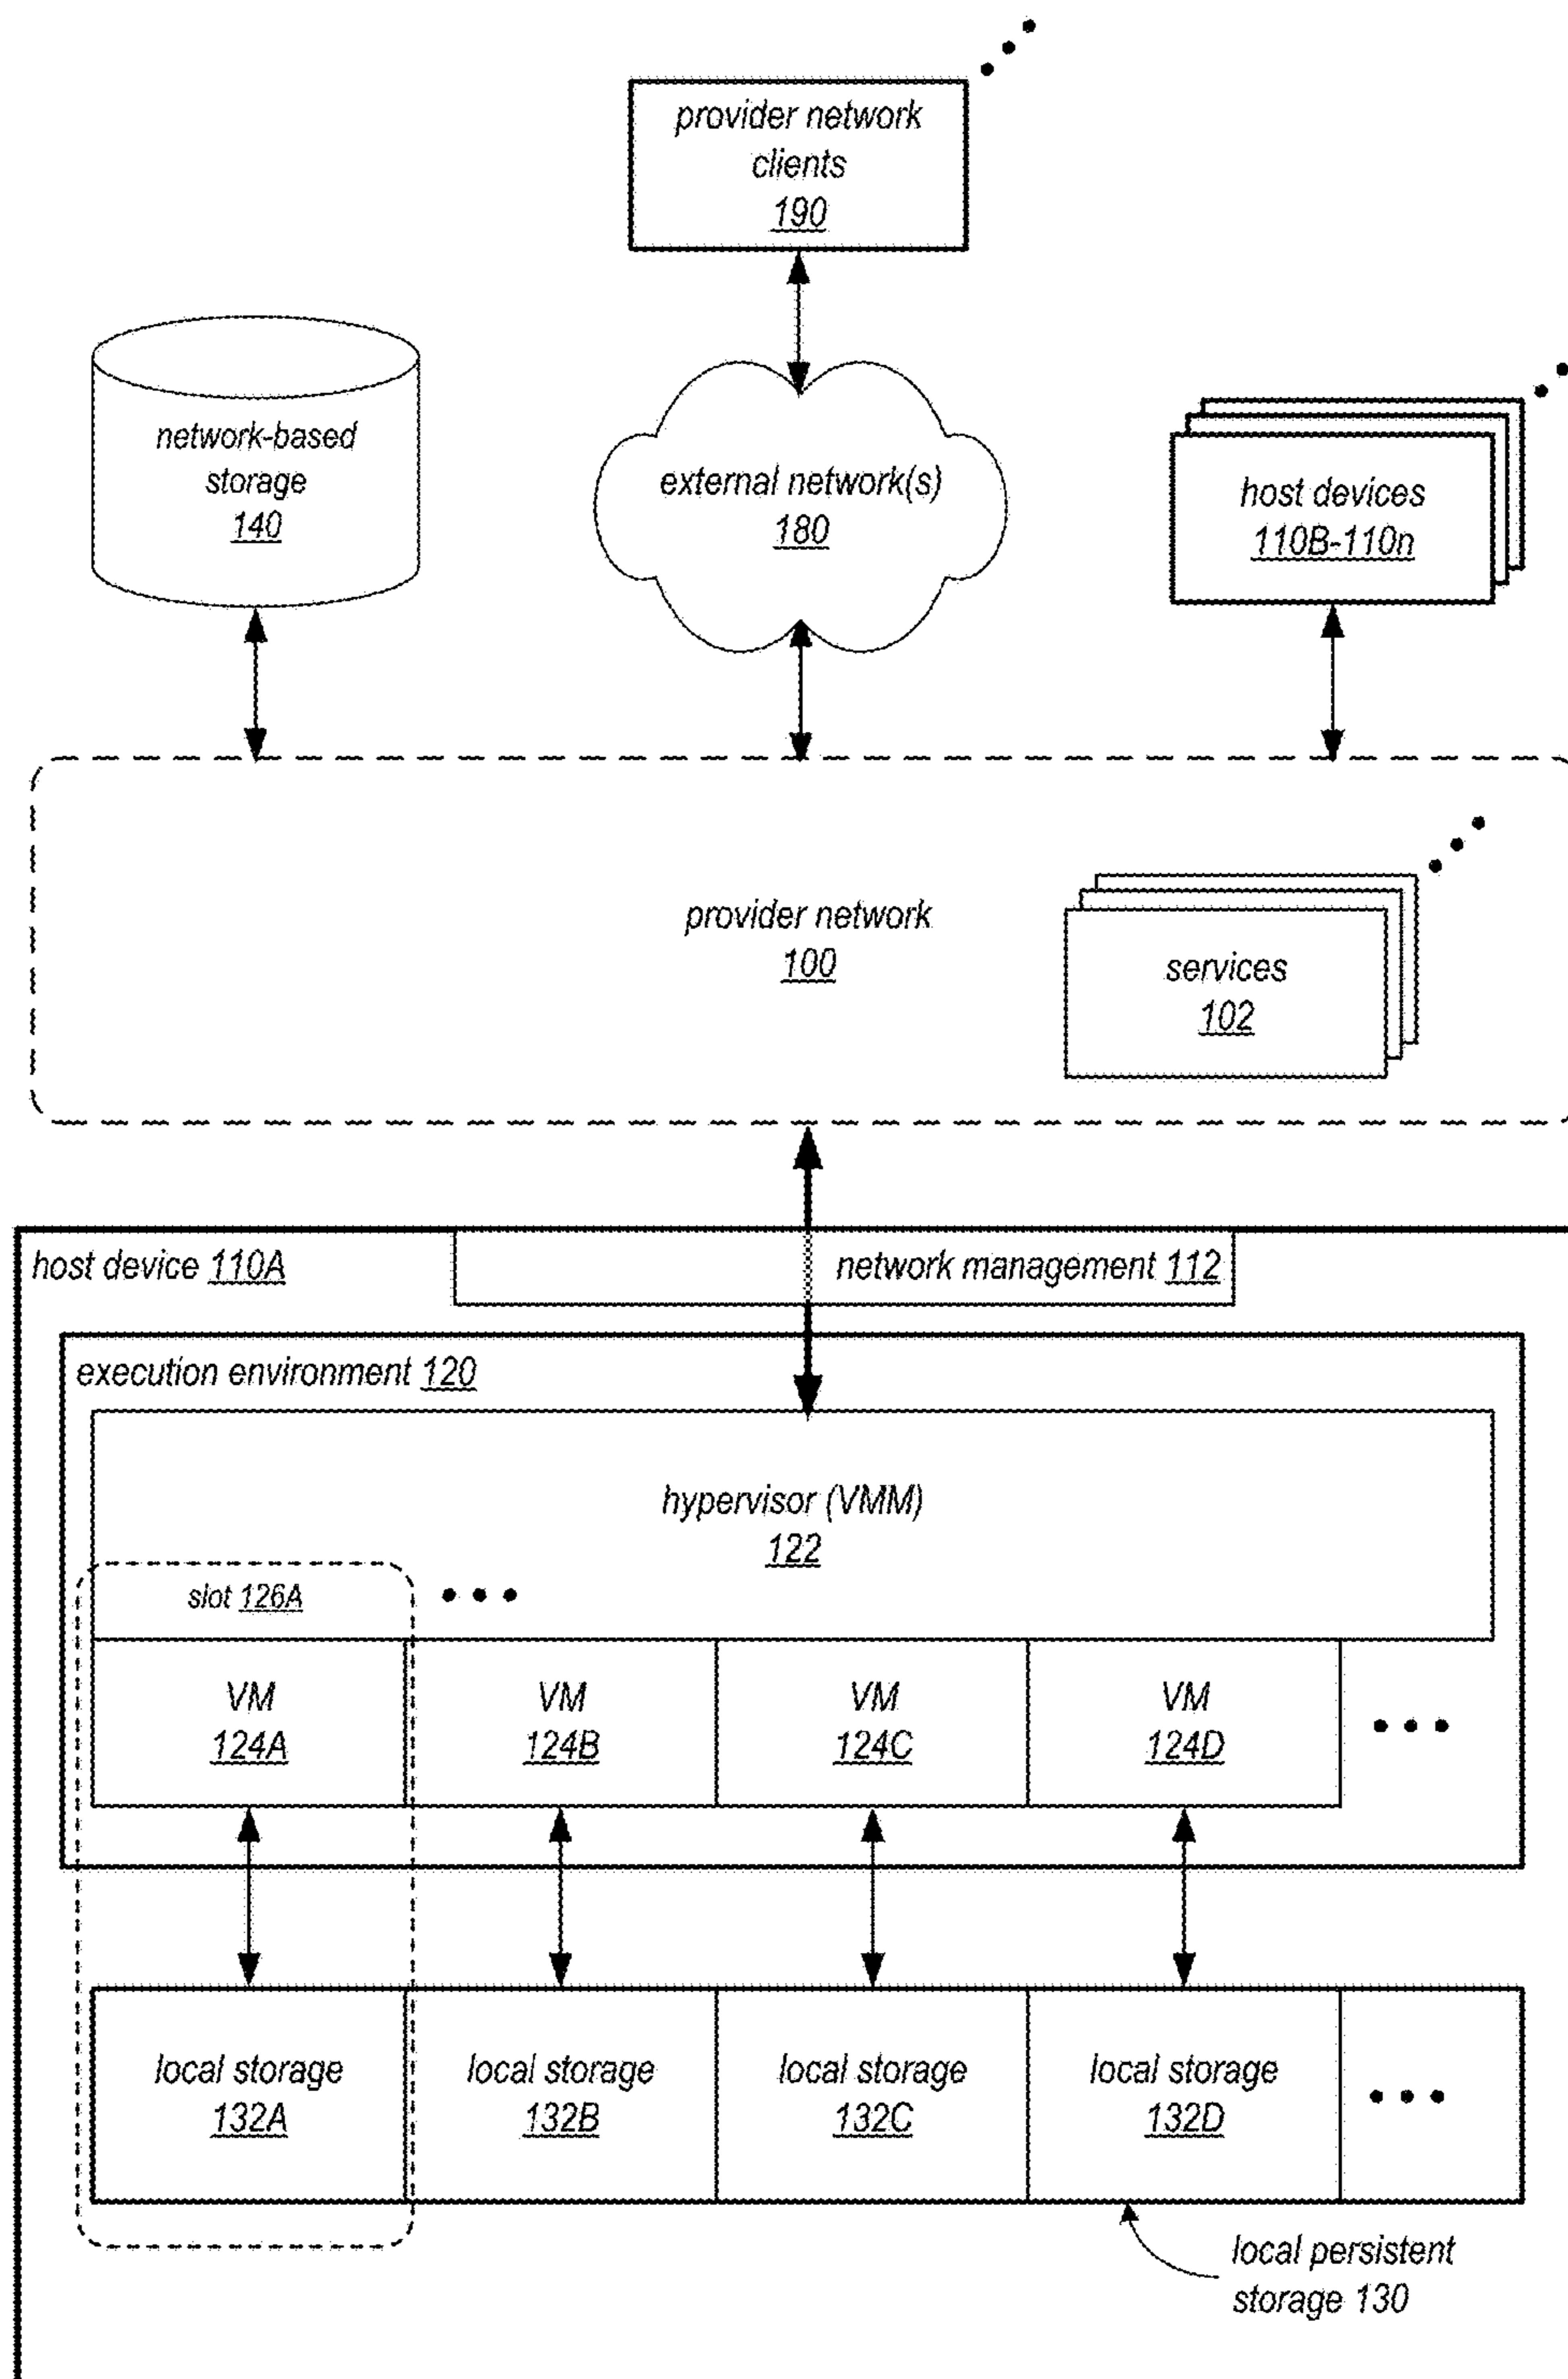 provider network
clients
190
network-based
storage
140
external network(s)
180
host devices
110B-110n
provider network
100
services
102
host device 110A
network management 112
execution environment 120
hypervisor (VMM)
122
slot 126A
VM
124A
VM
124B
VM
124C
VM
124D
local storage
132A
local storage
132B
local storage
132C
local storage
132D
local persistent
storage 130